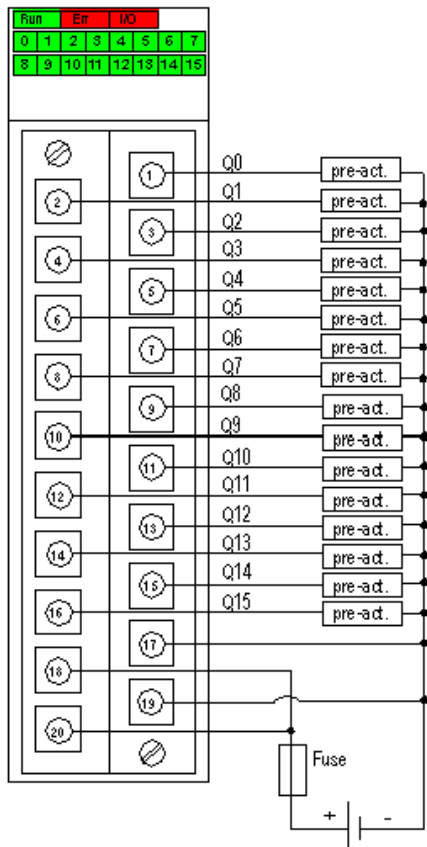 Run Err I/O
0 1 2 3 4 5 6 7
8 9 10 11 12 13 14 15
1 Q0 pre-act.
2 Q1 pre-act.
3 Q2 pre-act.
4 Q3 pre-act.
5 Q4 pre-act.
6 Q5 pre-act.
7 Q6 pre-act.
8 Q7 pre-act.
9 Q8 pre-act.
10 Q9 pre-act.
11 Q10 pre-act.
12 Q11 pre-act.
13 Q12 pre-act.
14 Q13 pre-act.
15 Q14 pre-act.
16 Q15 pre-act.
17
18
19
20
Fuse
+ -